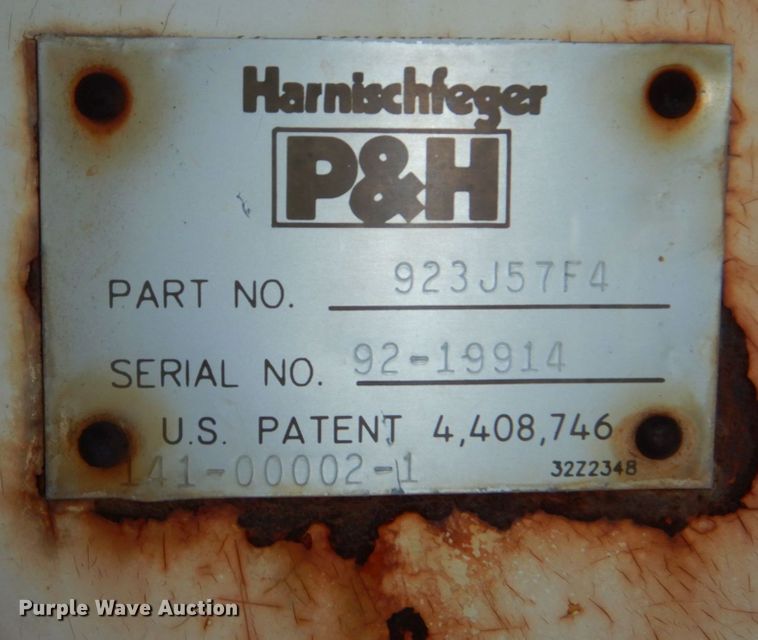 Harnischfeger
P&H
PART NO. 923J57F4
SERIAL NO. 92-19914
U.S. PATENT 4,408,746
141-00002-1 32Z2348
Purple Wave Auction